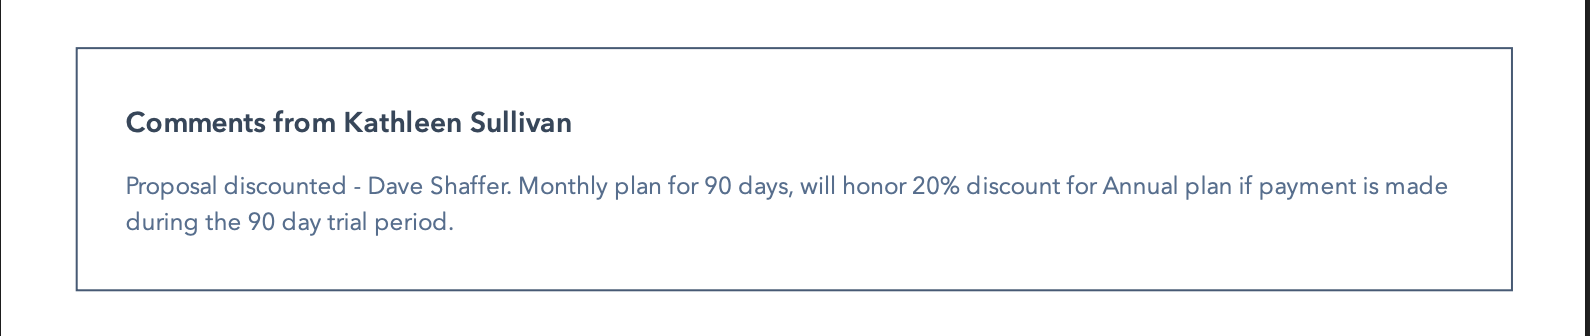 Comments from Kathleen Sullivan
Proposal discounted - Dave Shaffer. Monthly plan for 90 days, will honor 20% discount for Annual plan if payment is made
during the 90 day trial period.